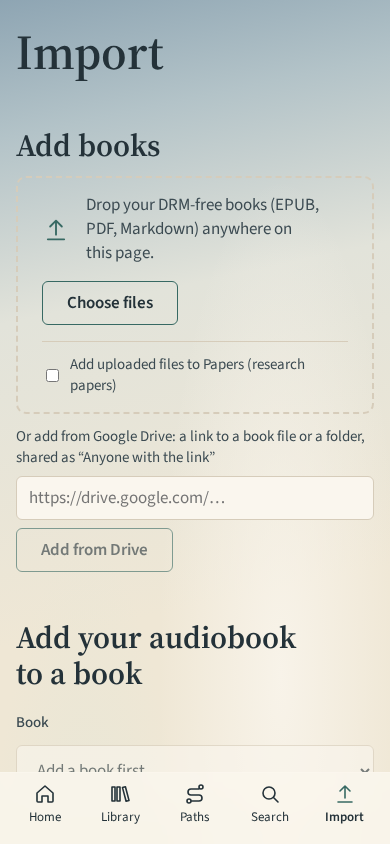 Import
Add books
Drop your DRM-free books (EPUB,
PDF, Markdown) anywhere on
this page.
Choose files
Add uploaded files to Papers (research
papers)
Or add from Google Drive: a link to a book file or a folder,
shared as “Anyone with the link”
https://drive.google.com/…
Add from Drive
Add your audiobook
to a book
Book
Add a book first
Home
Library
Paths
Search
Import